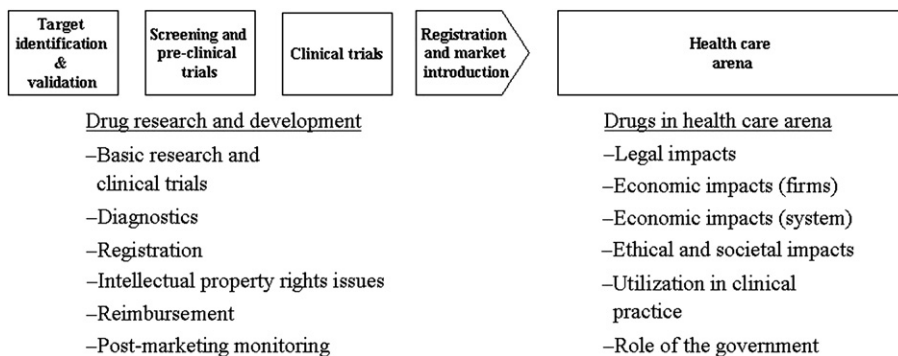 Target
identification
&
validation
Screening and
pre-clinical
trials
Clinical trials
Registration
and market
introduction
Health care
arena
Drug research and development
–Basic research and
clinical trials
–Diagnostics
–Registration
–Intellectual property rights issues
–Reimbursement
–Post-marketing monitoring
Drugs in health care arena
–Legal impacts
–Economic impacts (firms)
–Economic impacts (system)
–Ethical and societal impacts
–Utilization in clinical
practice
–Role of the government